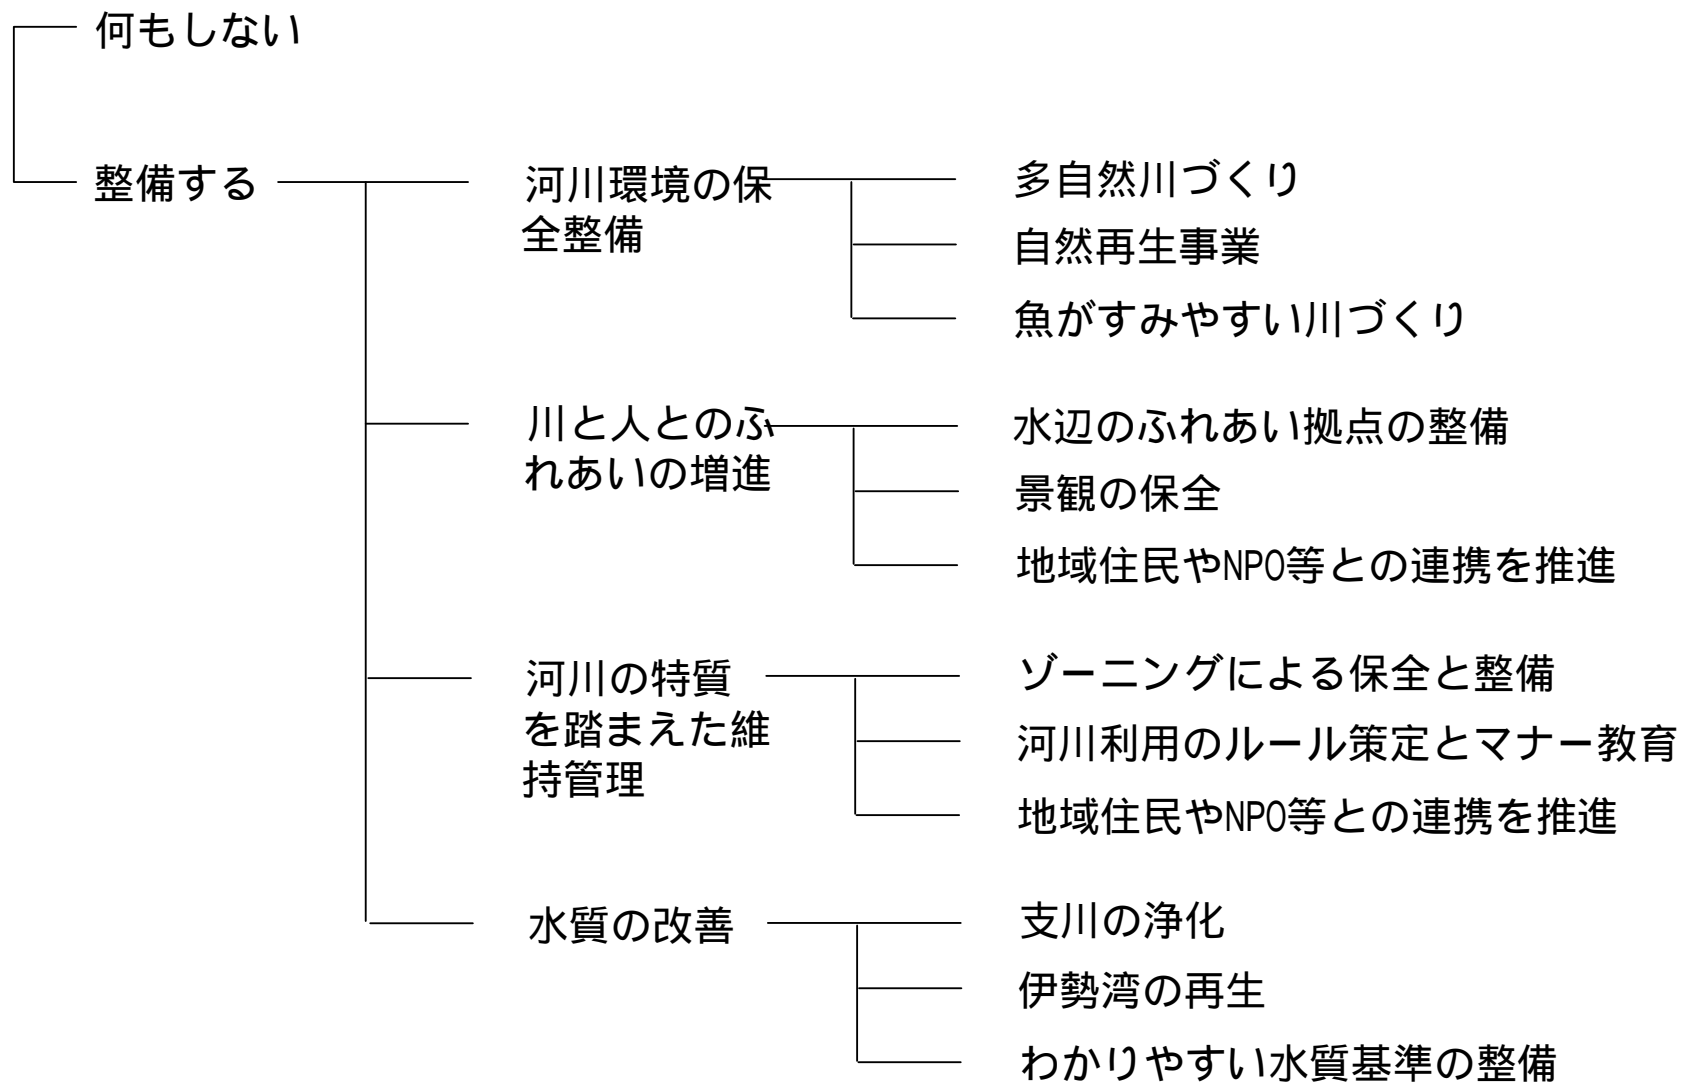 何もしない
整備する
河川環境の保
全整備
多自然川づくり
自然再生事業
魚がすみやすい川づくり
川と人とのふ
れあいの増進
水辺のふれあい拠点の整備
景観の保全
地域住民やNPO等との連携を推進
河川の特質
を踏まえた維
持管理
ゾーニングによる保全と整備
河川利用のルール策定とマナー教育
地域住民やNPO等との連携を推進
水質の改善
支川の浄化
伊勢湾の再生
わかりやすい水質基準の整備